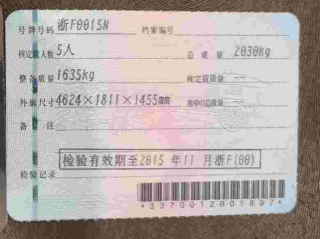 号牌号码 浙F0015N 档案编号
核定载人数 5人 总质量 2030kg
整备质量 1635kg 核定载质量 --
外廓尺寸 4624×1811×1455mm 准牵引总质量 --
备注
检验有效期至2015年11月浙F(00)
检验记录
*3370012901897*